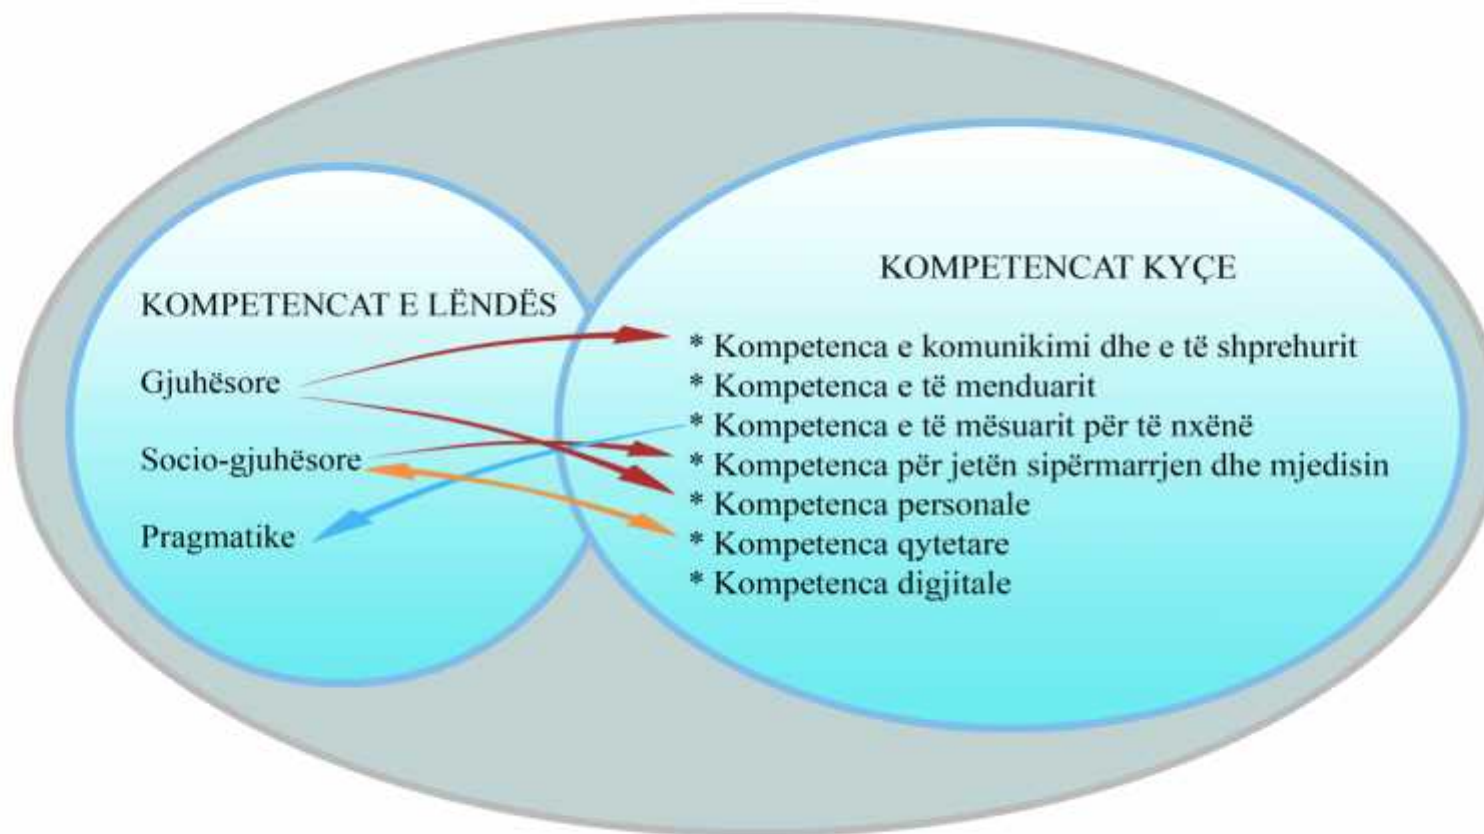 KOMPETENCAT E LËNDËS
Gjuhësore
Socio-gjuhësore
Pragmatike
KOMPETENCAT KYÇE
* Kompetenca e komunikimi dhe e të shprehurit
* Kompetenca e të menduarit
* Kompetenca e të mësuarit për të nxënë
* Kompetenca për jetën sipërmarrjen dhe mjedisin
* Kompetenca personale
* Kompetenca qytetare
* Kompetenca digjitale